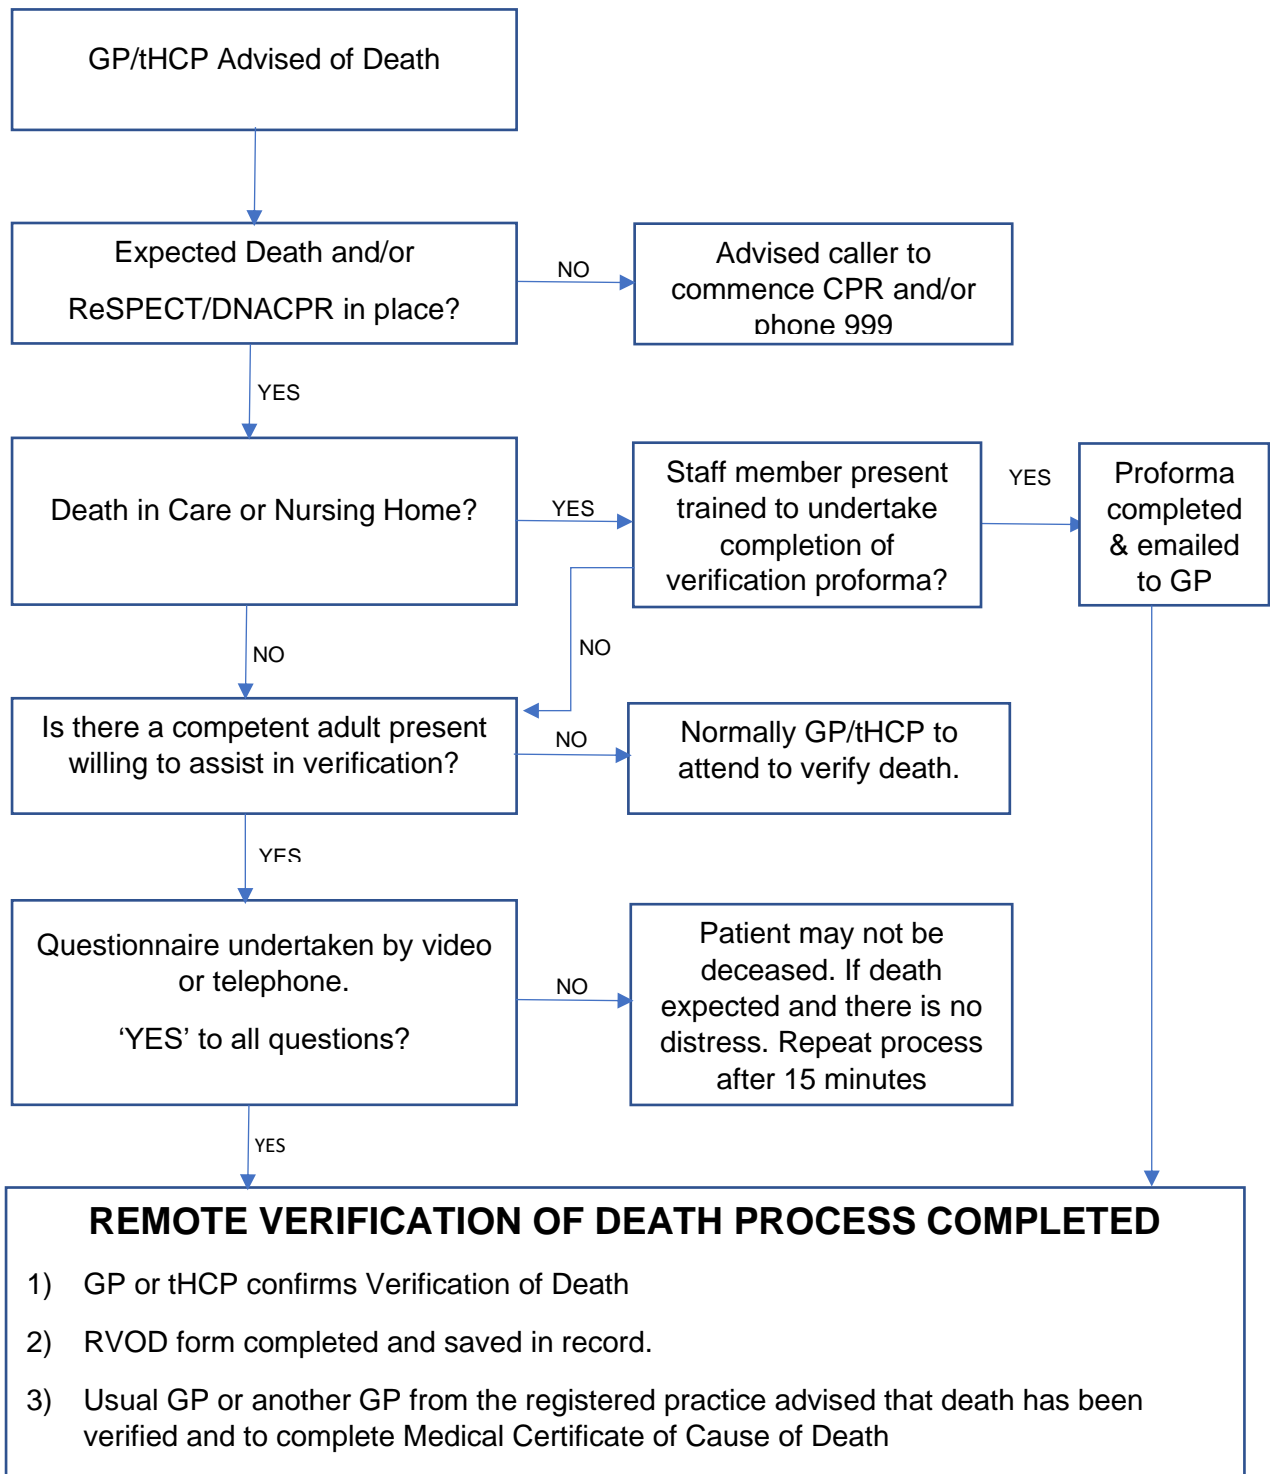 GP/tHCP Advised of Death
Expected Death and/or
ReSPECT/DNACPR in place?
NO
Advised caller to
commence CPR and/or
phone 999
YES
Death in Care or Nursing Home?
YES
Staff member present
trained to undertake
completion of
verification proforma?
YES
Proforma
completed
& emailed
to GP
NO
NO
Is there a competent adult present
willing to assist in verification?
NO
Normally GP/tHCP to
attend to verify death.
YES
Questionnaire undertaken by video
or telephone.
‘YES’ to all questions?
NO
Patient may not be
deceased. If death
expected and there is no
distress. Repeat process
after 15 minutes
YES
REMOTE VERIFICATION OF DEATH PROCESS COMPLETED
1) GP or tHCP confirms Verification of Death
2) RVOD form completed and saved in record.
3) Usual GP or another GP from the registered practice advised that death has been
verified and to complete Medical Certificate of Cause of Death